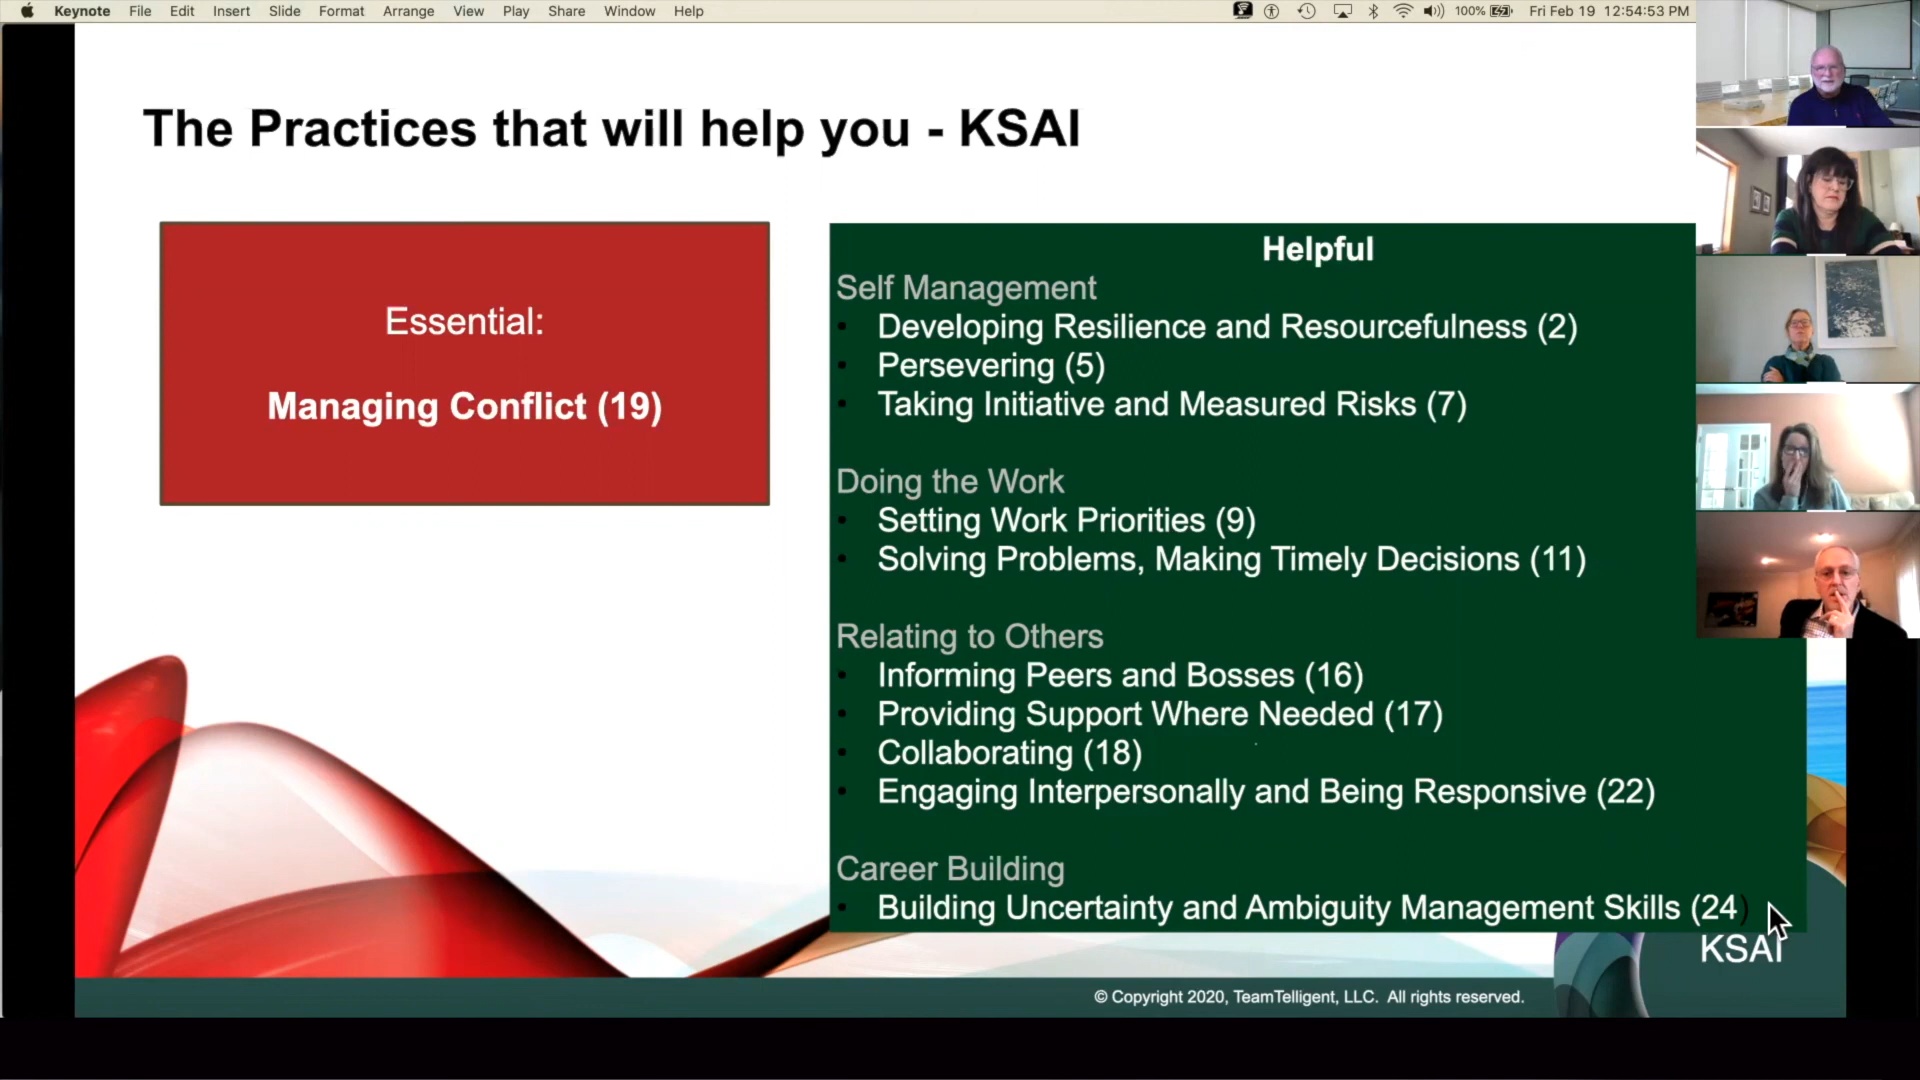 Keynote File Edit Insert Slide Format Arrange View Play Share Window Help 100% Fri Feb 19 12:54:53 PM
The Practices that will help you - KSAI
Essential:
Managing Conflict (19)
Helpful
Self Management
• Developing Resilience and Resourcefulness (2)
• Persevering (5)
• Taking Initiative and Measured Risks (7)
Doing the Work
• Setting Work Priorities (9)
• Solving Problems, Making Timely Decisions (11)
Relating to Others
• Informing Peers and Bosses (16)
• Providing Support Where Needed (17)
• Collaborating (18)
• Engaging Interpersonally and Being Responsive (22)
Career Building
• Building Uncertainty and Ambiguity Management Skills (24)
KSAI
© Copyright 2020, TeamTelligent, LLC. All rights reserved.